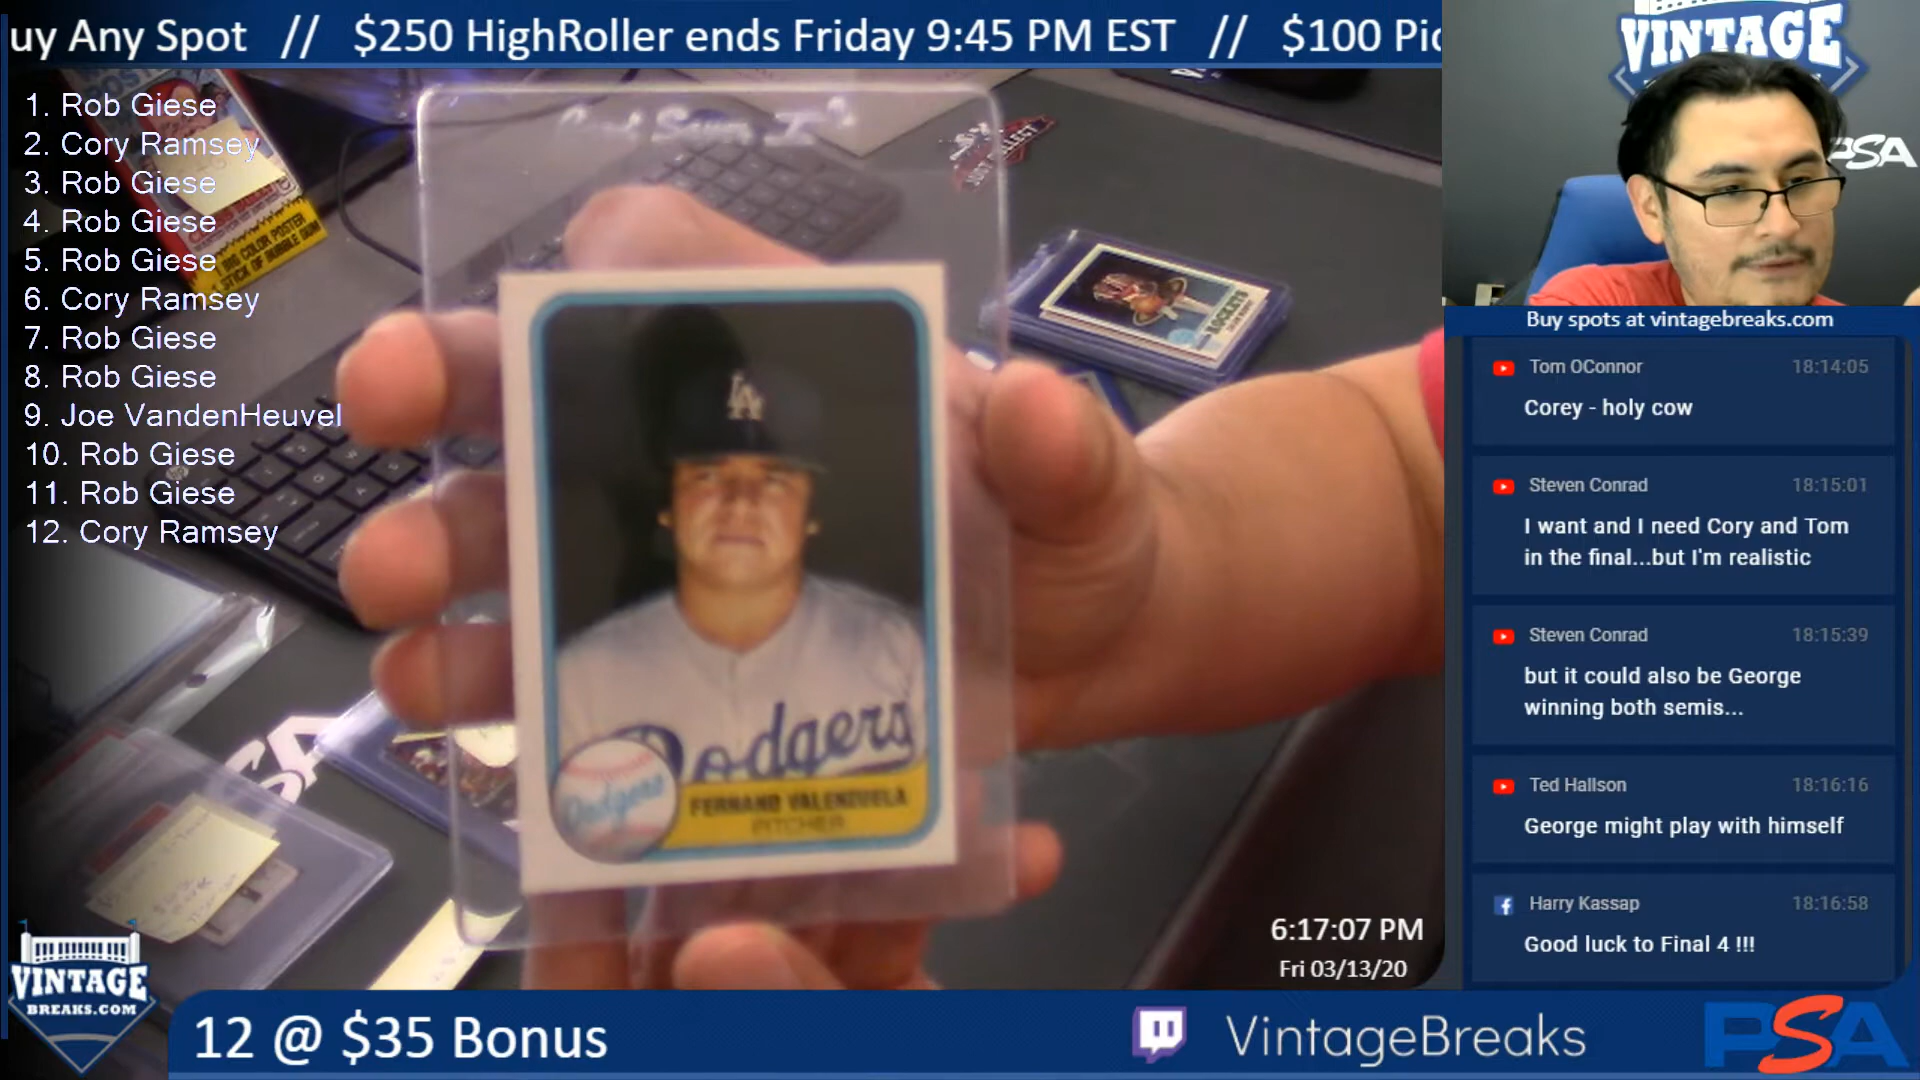 uy Any Spot // $250 HighRoller ends Friday 9:45 PM EST // $100 Pic
1. Rob Giese
2. Cory Ramsey
3. Rob Giese
4. Rob Giese
5. Rob Giese
6. Cory Ramsey
7. Rob Giese
8. Rob Giese
9. Joe VandenHeuvel
10. Rob Giese
11. Rob Giese
12. Cory Ramsey
LA
Dodgers
Dodgers
FERNAND VALENZUELA
PITCHER
ROCKETS
PSA
VINTAGE
PSA
Buy spots at vintagebreaks.com
Tom OConnor 18:14:05
Corey - holy cow
Steven Conrad 18:15:01
I want and I need Cory and Tom
in the final...but I'm realistic
Steven Conrad 18:15:39
but it could also be George
winning both semis...
Ted Hallson 18:16:16
George might play with himself
Harry Kassap 18:16:58
Good luck to Final 4 !!!
6:17:07 PM
Fri 03/13/20
VINTAGE
BREAKS.COM
12 @ $35 Bonus
VintageBreaks
PSA